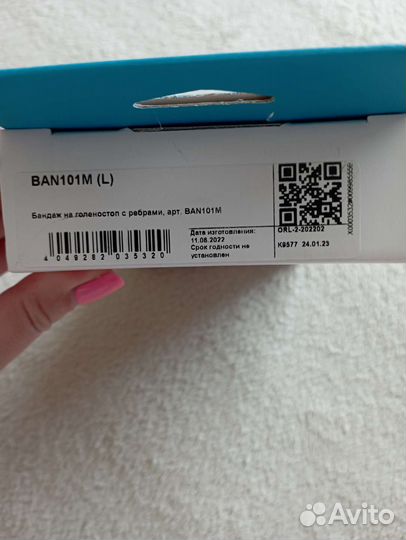 BAN101M (L)
Бандаж на голеностоп с ребрами, арт. BAN101M
4 049282 035320
Дата изготовления:
11.08.2022
Срок годности не
установлен
ORL-2-202202
K9577 24.01.23
Avito